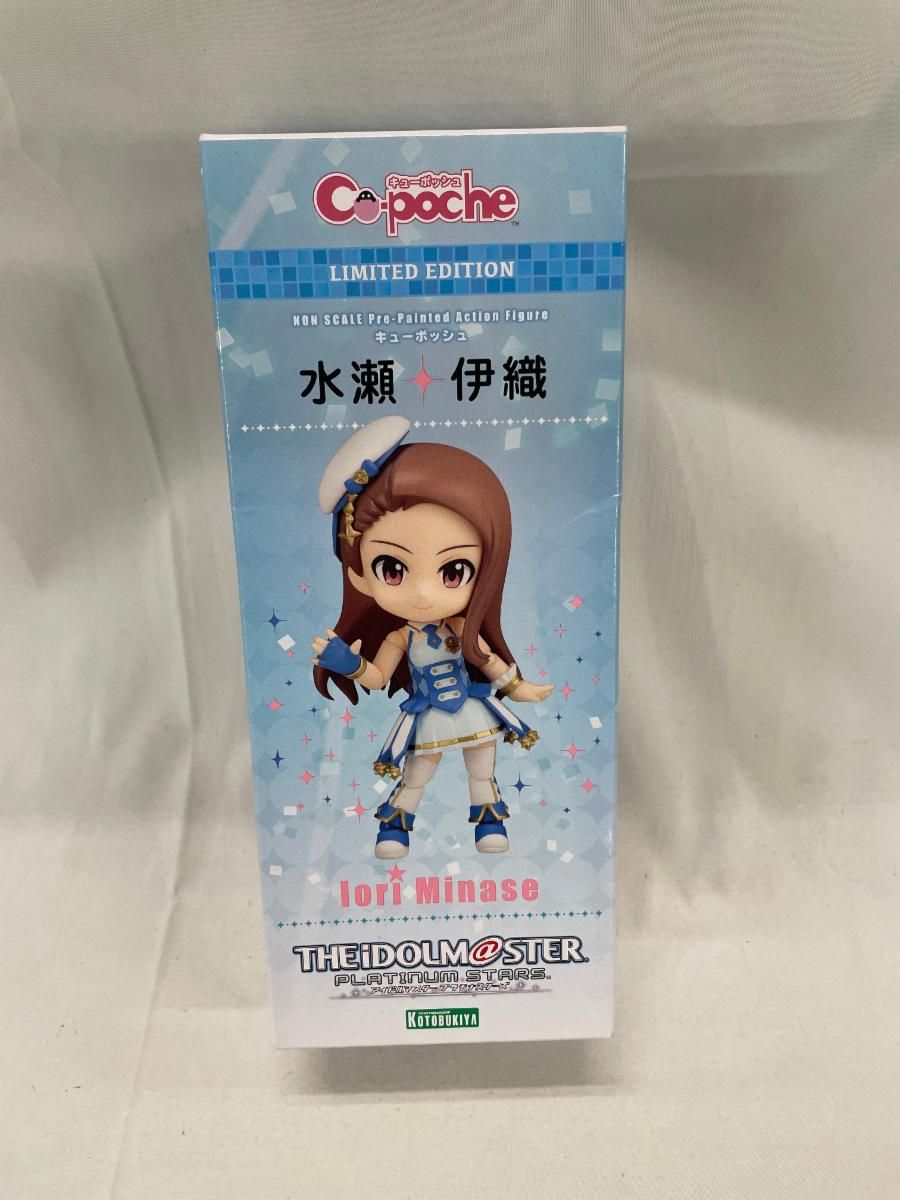 キューポッシュ
Cu-poche™
LIMITED EDITION
NON SCALE Pre-Painted Action Figure
キューポッシュ
水瀬 伊織
Iori Minase
THE iDOLM@STER
PLATINUM STARS
アイドルマスター プラチナスターズ
CRAFTSMANSHIP
KOTOBUKIYA